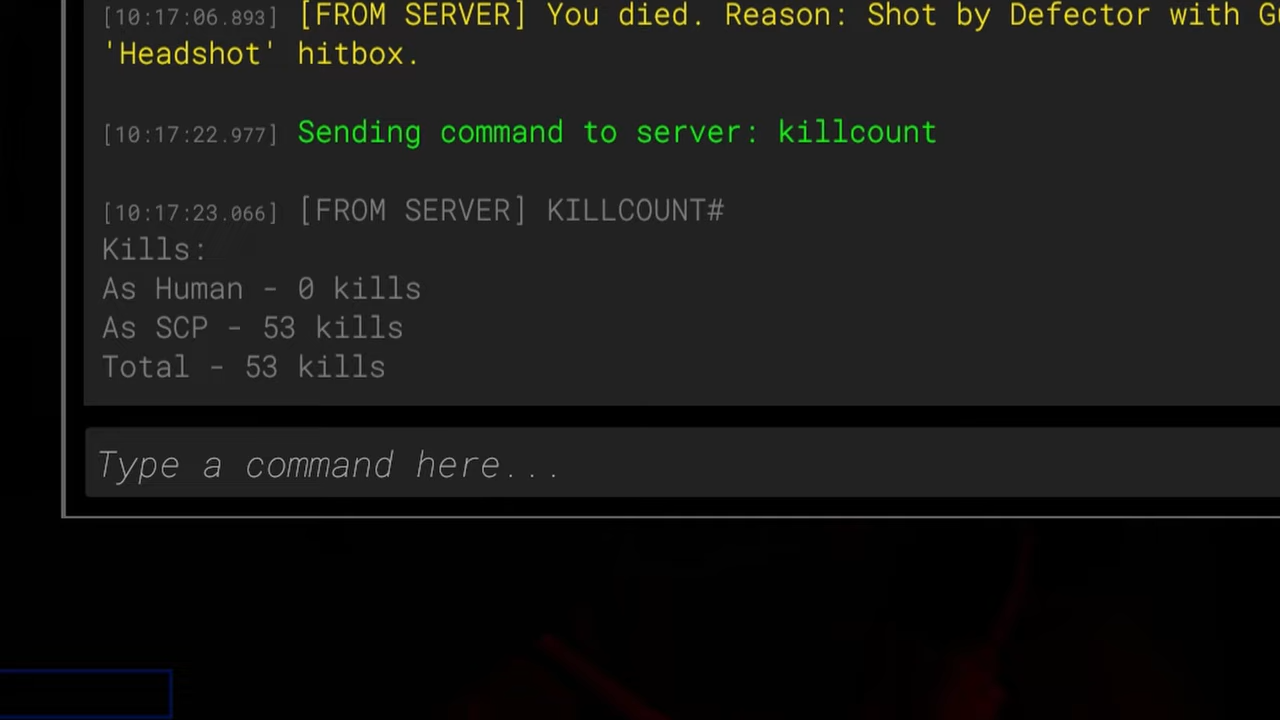 [10:17:06.893] [FROM SERVER] You died. Reason: Shot by Defector with
'Headshot' hitbox.
[10:17:22.977] Sending command to server: killcount
[10:17:23.066] [FROM SERVER] KILLCOUNT#
Kills:
As Human - 0 kills
As SCP - 53 kills
Total - 53 kills
Type a command here...